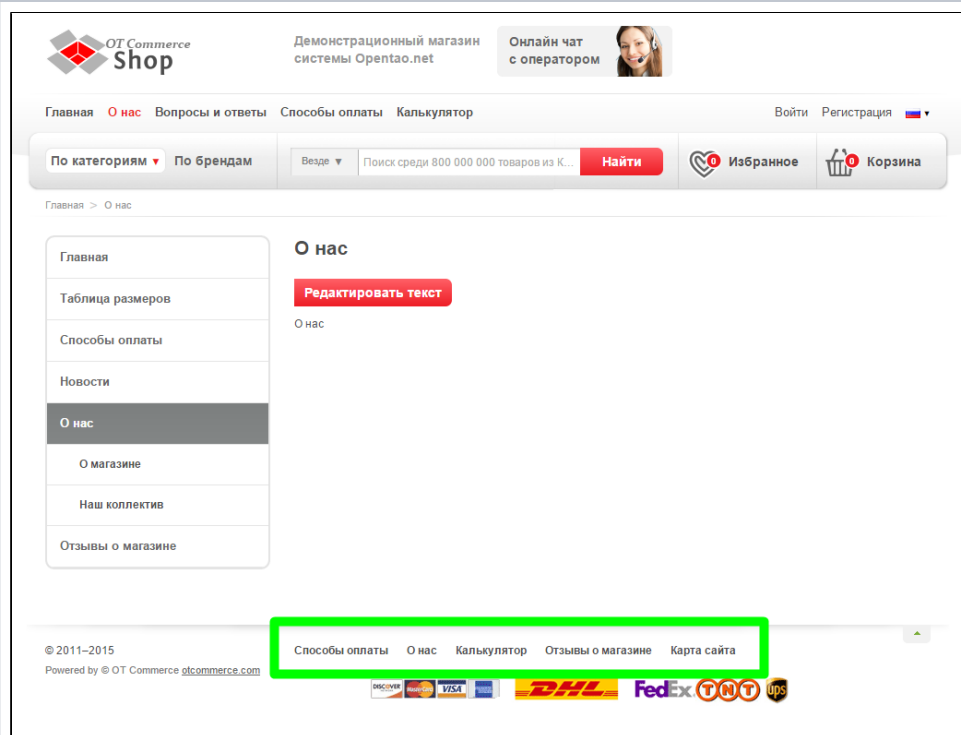 OT Commerce
Shop
Демонстрационный магазин
системы Opentao.net
Онлайн чат
с оператором
Главная О нас Вопросы и ответы Способы оплаты Калькулятор
Войти Регистрация
По категориям ▼ По брендам
Везде ▼ Поиск среди 800 000 000 товаров из К... Найти
0 Избранное
0 Корзина
Главная > О нас
Главная
Таблица размеров
Способы оплаты
Новости
О нас
О магазине
Наш коллектив
Отзывы о магазине
О нас
Редактировать текст
О нас
© 2011–2015
Powered by © OT Commerce otcommerce.com
Способы оплаты О нас Калькулятор Отзывы о магазине Карта сайта
DISCOVER MasterCard VISA DHL FedEx TNT ups